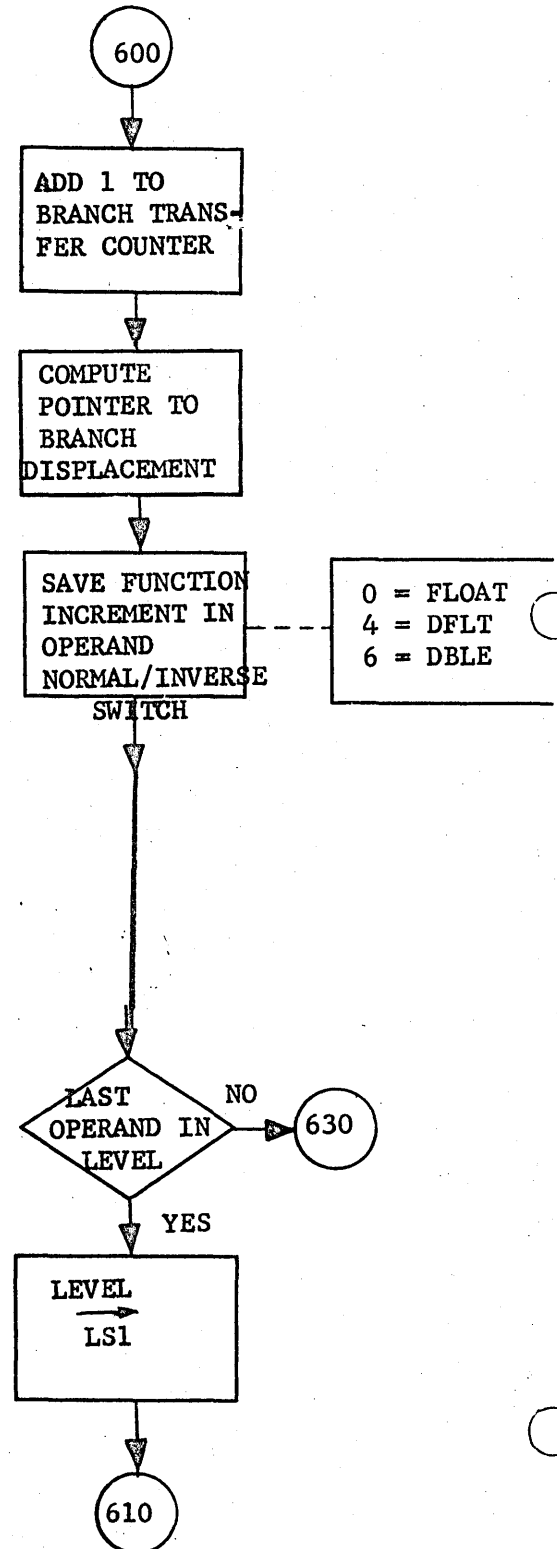 600
ADD 1 TO
BRANCH TRANS-
FER COUNTER
COMPUTE
POINTER TO
BRANCH
DISPLACEMENT
SAVE FUNCTION
INCREMENT IN
OPERAND
NORMAL/INVERSE
SWITCH
0 = FLOAT
4 = DFLT
6 = DBLE
LAST
OPERAND IN
LEVEL
NO
630
YES
LEVEL
→
LS1
610